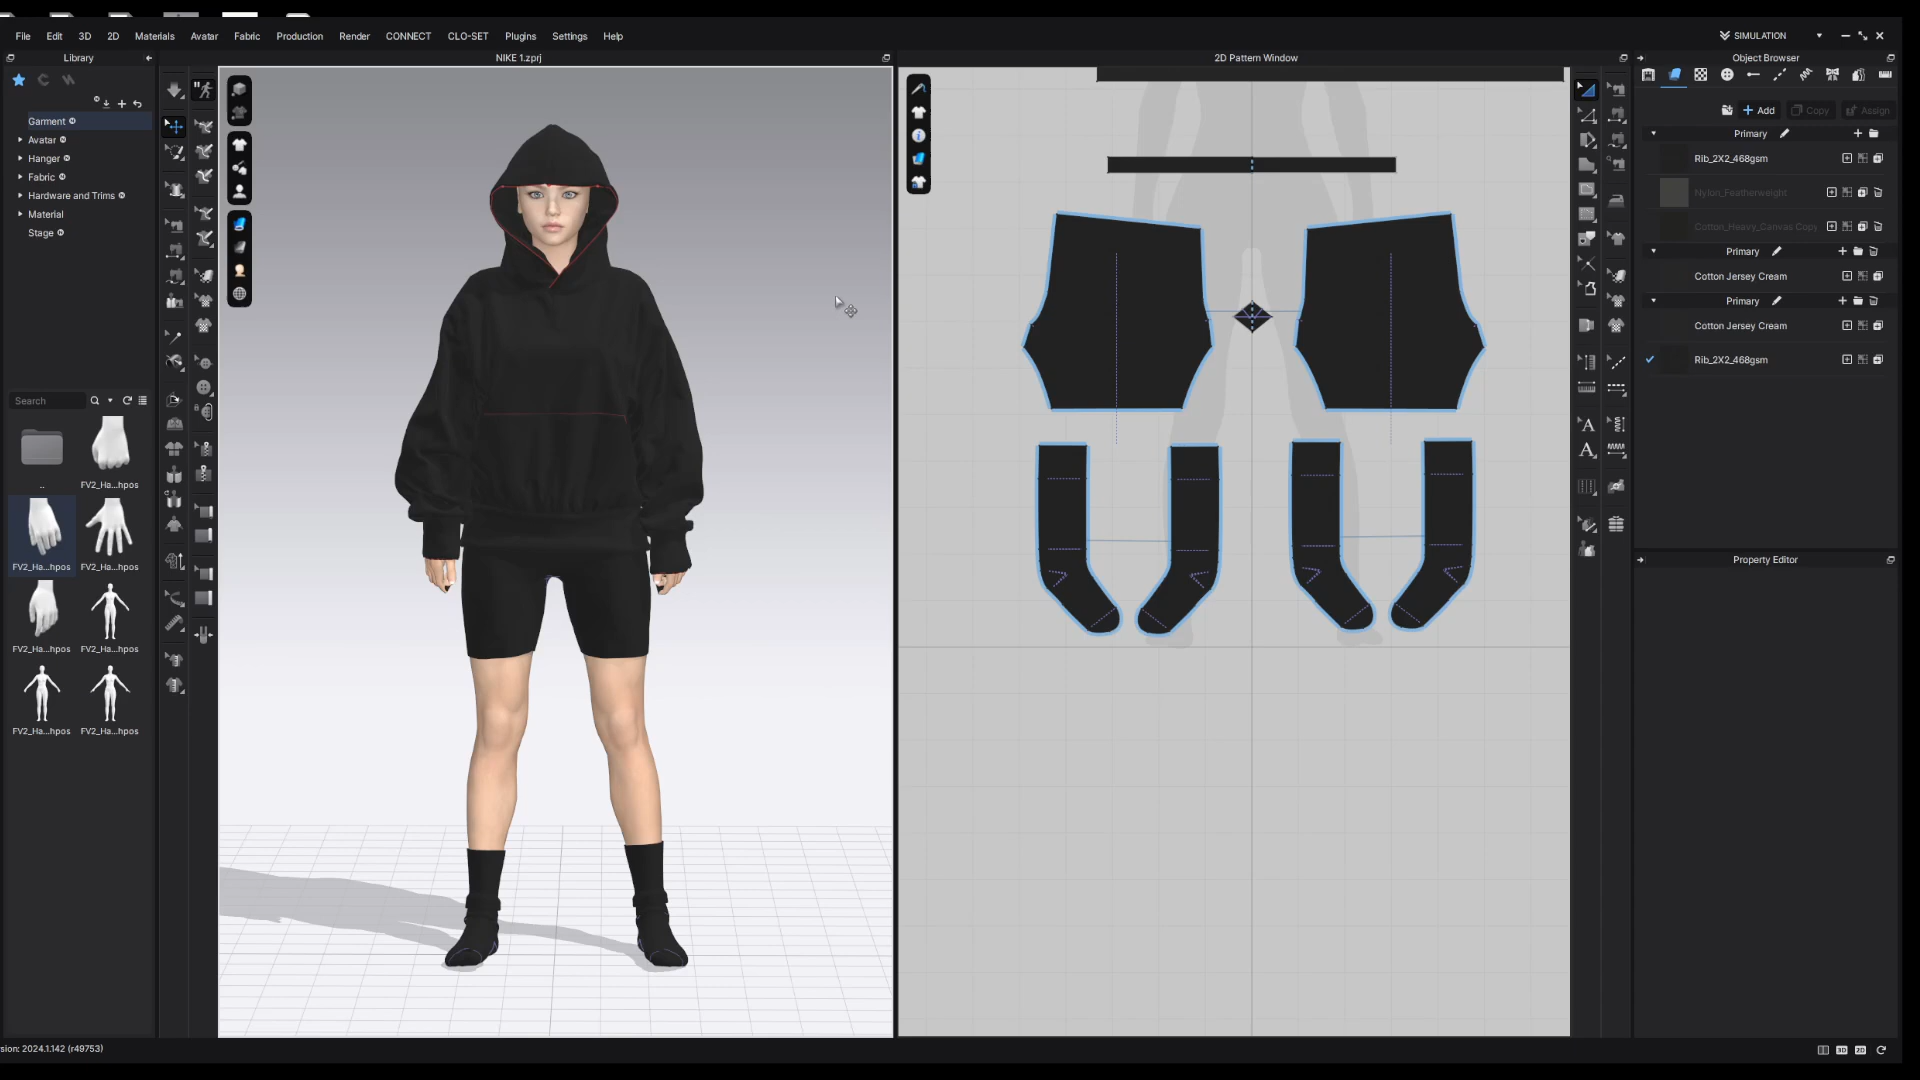 File Edit 3D 2D Materials Avatar Fabric Production Render CONNECT CLO-SET Plugins Settings Help
SIMULATION
Library
NIKE 1.zprj
2D Pattern Window
Object Browser
Garment
Avatar
Hanger
Fabric
Hardware and Trims
Material
Stage
Search
..
FV2_Ha...hpos
FV2_Ha...hpos
FV2_Ha...hpos
FV2_Ha...hpos
FV2_Ha...hpos
FV2_Ha...hpos
FV2_Ha...hpos
Add
Copy
Assign
Primary
Rib_2X2_468gsm
Nylon_Featherweight
Cotton_Heavy_Canvas Copy
Primary
Cotton Jersey Cream
Primary
Cotton Jersey Cream
Rib_2X2_468gsm
Property Editor
sion: 2024.1.142 (r49753)
3D
2D